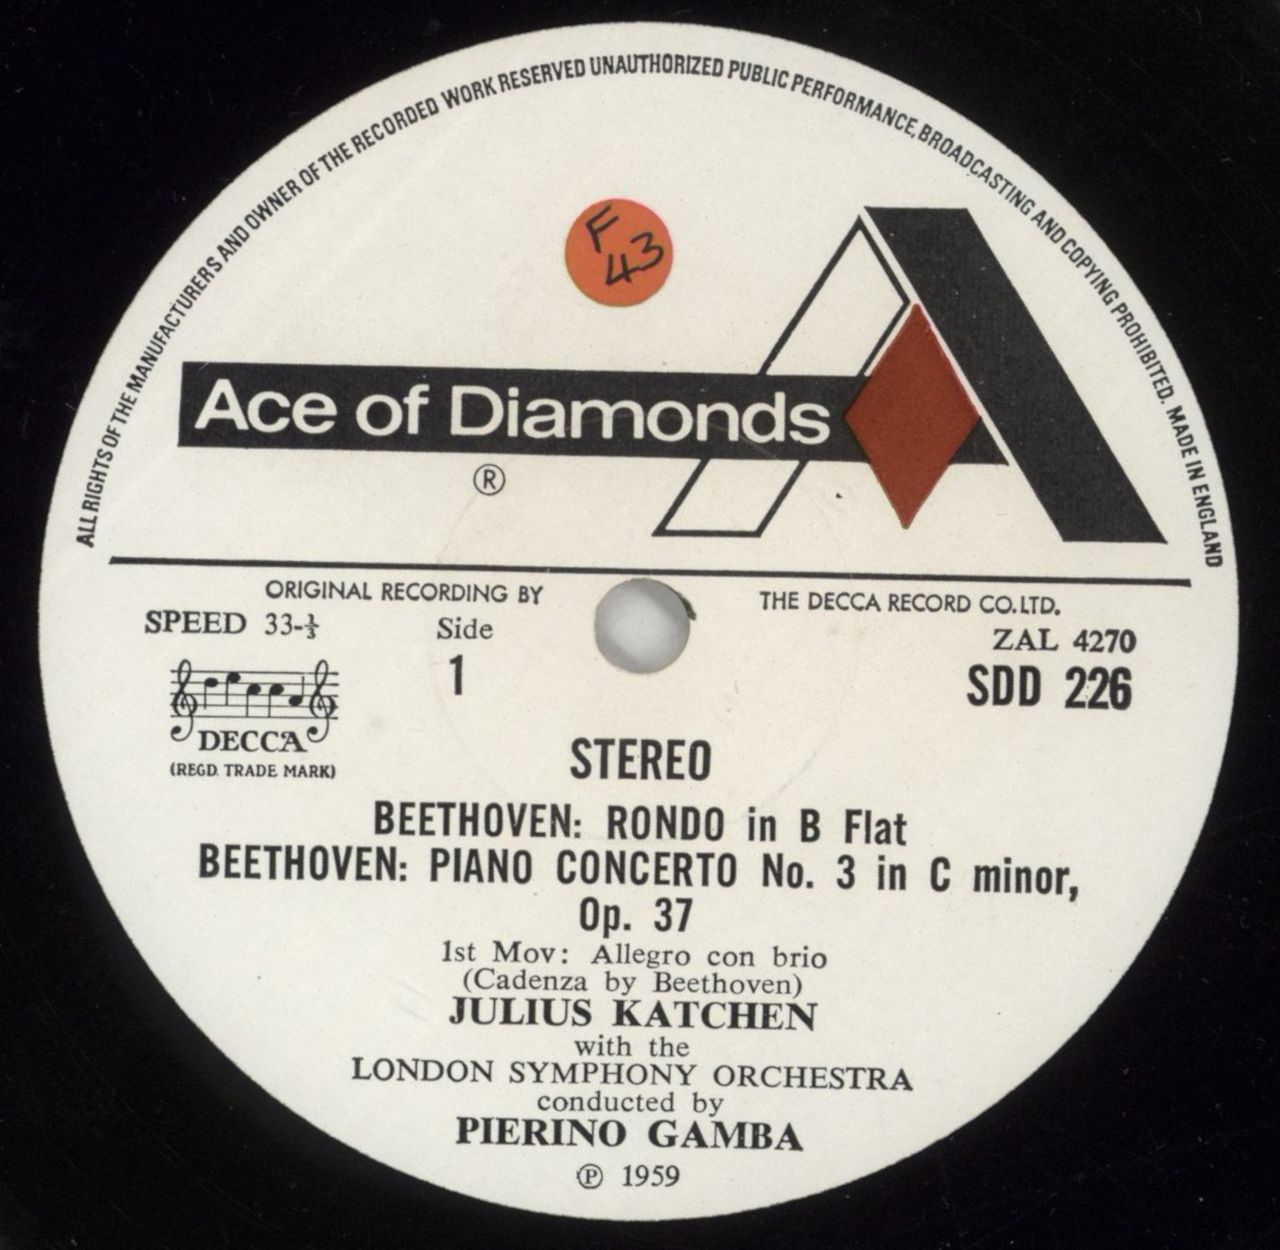 ALL RIGHTS OF THE MANUFACTURERS AND OWNER OF THE RECORDED WORK RESERVED UNAUTHORIZED PUBLIC PERFORMANCE, BROADCASTING AND COPYING PROHIBITED. MADE IN ENGLAND
F
43
Ace of Diamonds
®
ORIGINAL RECORDING BY THE DECCA RECORD CO. LTD.
SPEED 33-⅓
Side
1
ZAL 4270
SDD 226
DECCA
(REGD. TRADE MARK)
STEREO
BEETHOVEN: RONDO in B Flat
BEETHOVEN: PIANO CONCERTO No. 3 in C minor,
Op. 37
1st Mov: Allegro con brio
(Cadenza by Beethoven)
JULIUS KATCHEN
with the
LONDON SYMPHONY ORCHESTRA
conducted by
PIERINO GAMBA
℗ 1959